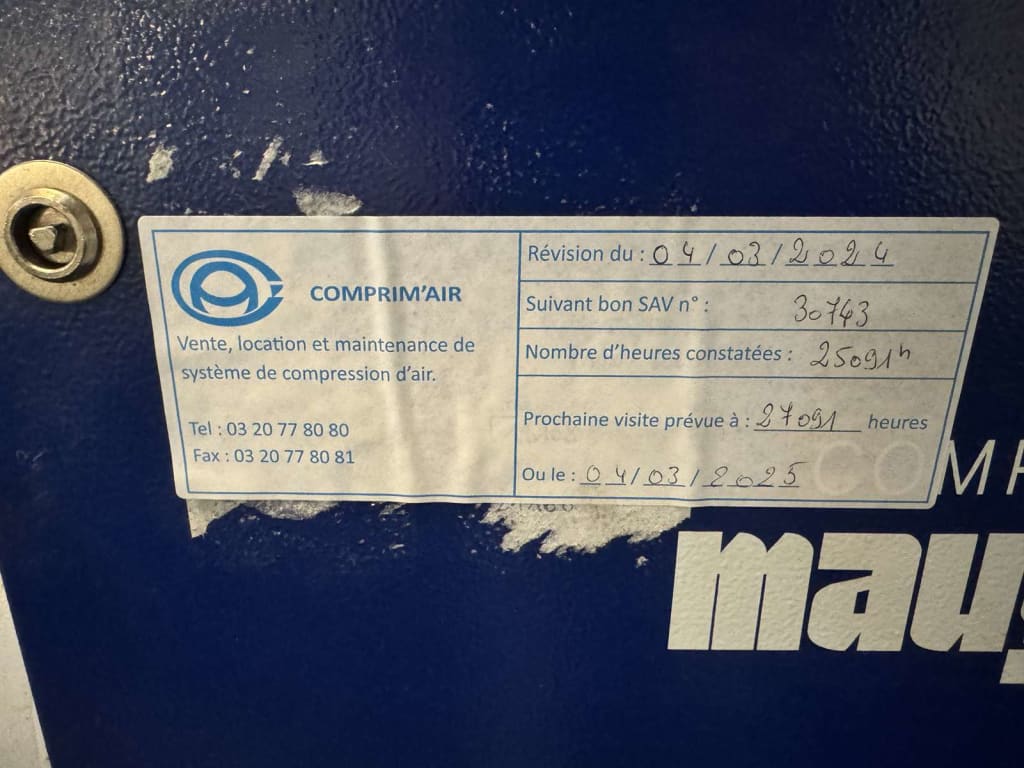 COMPRIM'AIR
Vente, location et maintenance de
système de compression d'air.
Tel : 03 20 77 80 80
Fax : 03 20 77 80 81
Révision du : 04/03/2024
Suivant bon SAV n° : 30743
Nombre d'heures constatées : 25091h
Prochaine visite prévue à : 27091 heures
Ou le : 04/03/2025
COMP
mau